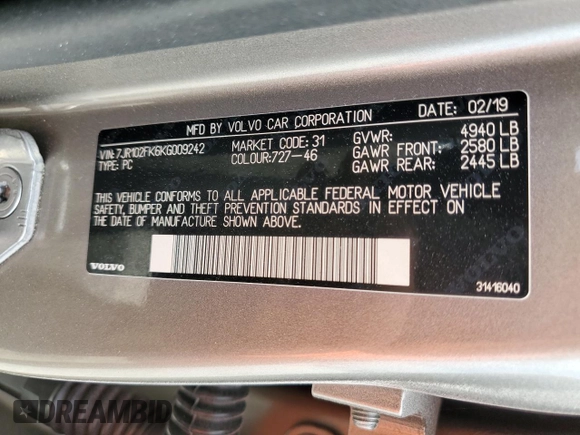 MFD BY VOLVO CAR CORPORATION DATE: 02/19
VIN:7JR102FK6KG009242 MARKET CODE: 31 GVWR: 4940 LB
TYPE: PC COLOUR:727-46 GAWR FRONT: 2580 LB
GAWR REAR: 2445 LB
THIS VEHICLE CONFORMS TO ALL APPLICABLE FEDERAL MOTOR VEHICLE
SAFETY, BUMPER AND THEFT PREVENTION STANDARDS IN EFFECT ON
THE DATE OF MANUFACTURE SHOWN ABOVE.
VOLVO
31416040
DREAMBID